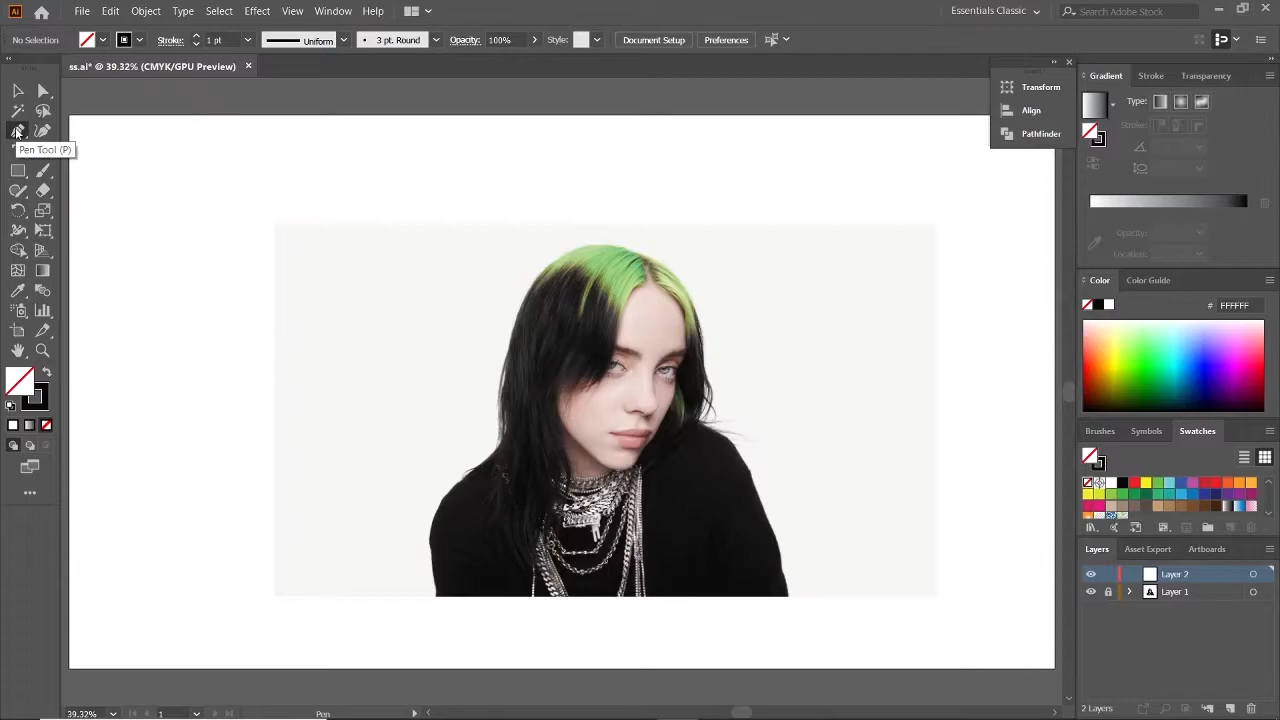 Ai File Edit Object Type Select Effect View Window Help Essentials Classic Search Adobe Stock
No Selection Stroke: 1 pt Uniform 3 pt. Round Opacity: 100% Style: Document Setup Preferences
ss.ai* @ 39.32% (CMYK/GPU Preview)
Gradient Stroke Transparency
Transform
Align
Pathfinder
Type:
Stroke:
Pen Tool (P)
Opacity:
Location:
Color Color Guide
# FFFFFF
Brushes Symbols Swatches
Layers Asset Export Artboards
Layer 2
Layer 1
39.32% 1 Pen
2 Layers